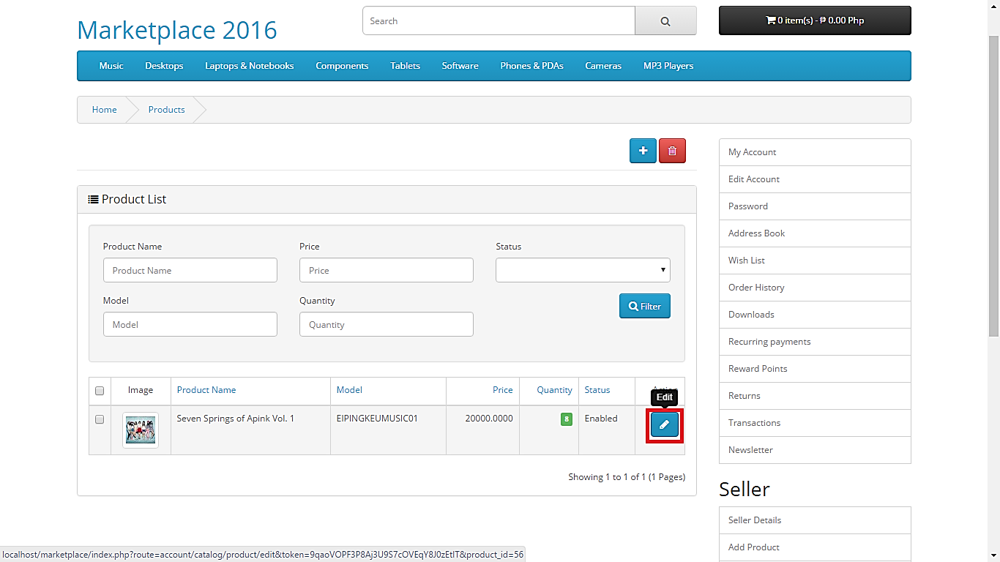 Marketplace 2016
Search
0 item(s) - ₱ 0.00 Php
Music Desktops Laptops & Notebooks Components Tablets Software Phones & PDAs Cameras MP3 Players
Home Products
Product List
Product Name Price Status
Product Name Price
Model Quantity
Filter
Model Quantity
Image Product Name Model Price Quantity Status Action
Edit
Seven Springs of Apink Vol. 1 EIPINGKEUMUSIC01 20000.0000 8 Enabled
Showing 1 to 1 of 1 (1 Pages)
My Account
Edit Account
Password
Address Book
Wish List
Order History
Downloads
Recurring payments
Reward Points
Returns
Transactions
Newsletter
Seller
Seller Details
Add Product
localhost/marketplace/index.php?route=account/catalog/product/edit&token=9qaoVOPF3P8Aj3U9S7cOVEqY8J0zEtIT&product_id=56